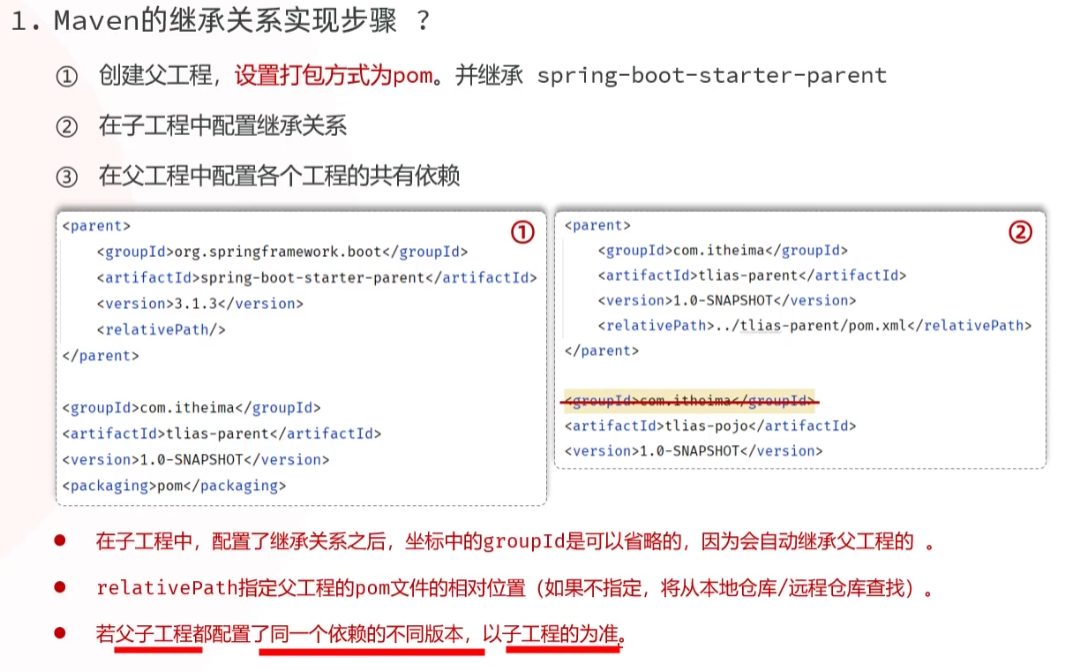 1. Maven的继承关系实现步骤 ？
① 创建父工程，设置打包方式为pom。并继承 spring-boot-starter-parent
② 在子工程中配置继承关系
③ 在父工程中配置各个工程的共有依赖
①
<parent>
<groupId>org.springframework.boot</groupId>
<artifactId>spring-boot-starter-parent</artifactId>
<version>3.1.3</version>
<relativePath/>
</parent>
<groupId>com.itheima</groupId>
<artifactId>tlias-parent</artifactId>
<version>1.0-SNAPSHOT</version>
<packaging>pom</packaging>
②
<parent>
<groupId>com.itheima</groupId>
<artifactId>tlias-parent</artifactId>
<version>1.0-SNAPSHOT</version>
<relativePath>../tlias-parent/pom.xml</relativePath>
</parent>
<groupId>com.itheima</groupId>
<artifactId>tlias-pojo</artifactId>
<version>1.0-SNAPSHOT</version>
● 在子工程中，配置了继承关系之后，坐标中的groupId是可以省略的，因为会自动继承父工程的 。
● relativePath指定父工程的pom文件的相对位置（如果不指定，将从本地仓库/远程仓库查找）。
● 若父子工程都配置了同一个依赖的不同版本，以子工程的为准。